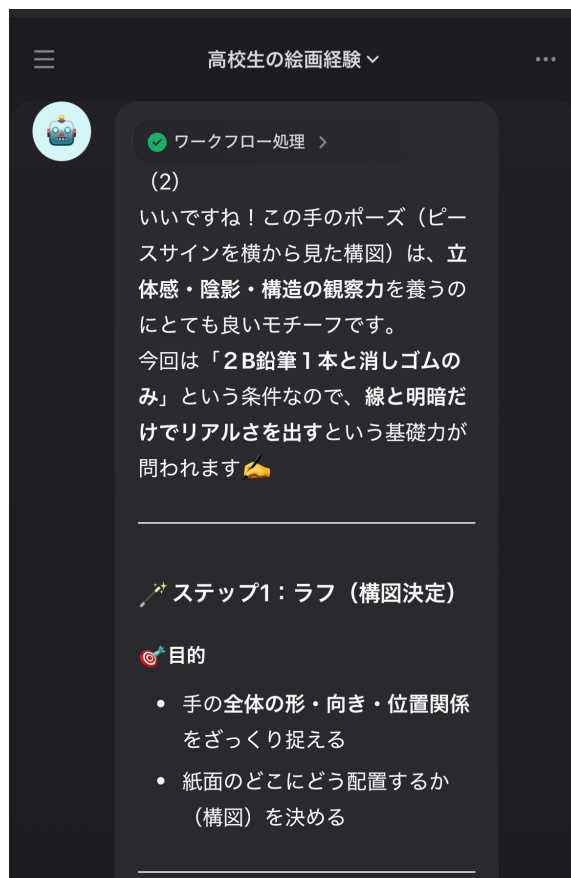 高校生の絵画経験
ワークフロー処理
（2）
いいですね！この手のポーズ（ピー
スサインを横から見た構図）は、立
体感・陰影・構造の観察力を養うの
にとても良いモチーフです。
今回は「２B鉛筆１本と消しゴムの
み」という条件なので、線と明暗だ
けでリアルさを出すという基礎力が
問われます✍️
🪄 ステップ1：ラフ（構図決定）
🎯目的
• 手の全体の形・向き・位置関係
をざっくり捉える
• 紙面のどこにどう配置するか
（構図）を決める